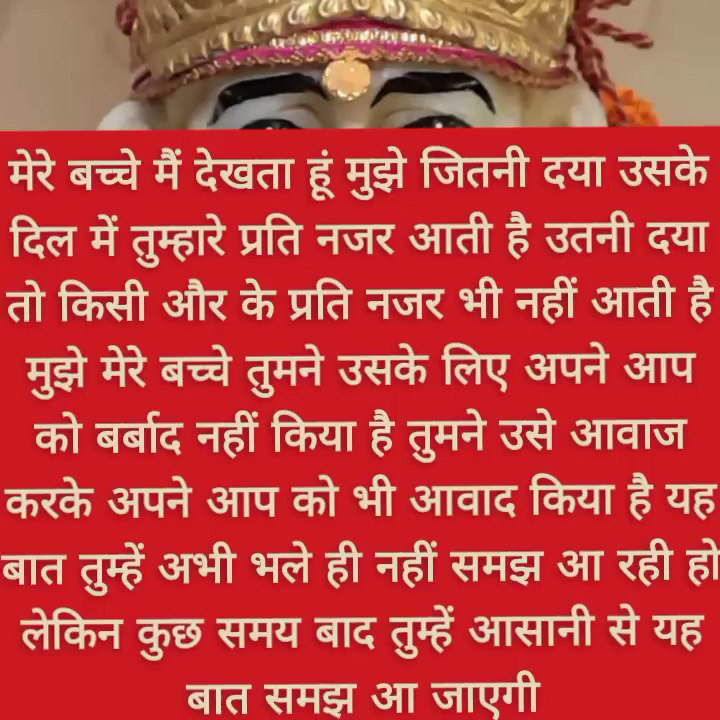 मेरे बच्चे मैं देखता हूं मुझे जितनी दया उसके
दिल में तुम्हारे प्रति नजर आती है उतनी दया
तो किसी और के प्रति नजर भी नहीं आती है
मुझे मेरे बच्चे तुमने उसके लिए अपने आप
को बर्बाद नहीं किया है तुमने उसे आवाज
करके अपने आप को भी आवाद किया है यह
बात तुम्हें अभी भले ही नहीं समझ आ रही हो
लेकिन कुछ समय बाद तुम्हें आसानी से यह
बात समझ आ जाएगी